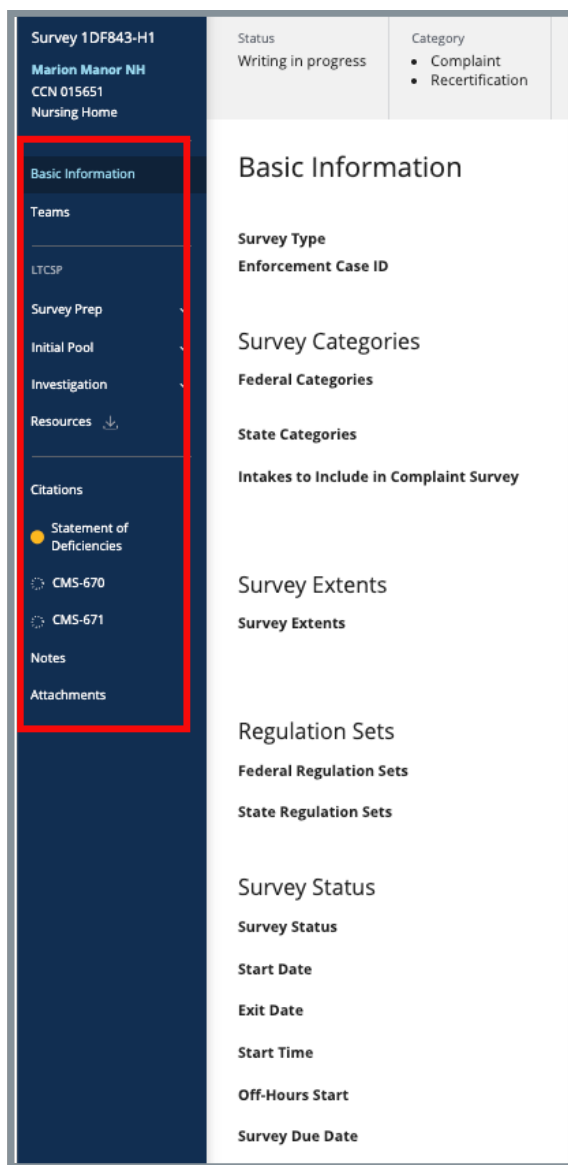 Survey 1DF843-H1
Marion Manor NH
CCN 015651
Nursing Home
Basic Information
Teams
LTCSP
Survey Prep
Initial Pool
Investigation
Resources
Citations
Statement of
Deficiencies
CMS-670
CMS-671
Notes
Attachments
Status
Writing in progress
Category
• Complaint
• Recertification
Basic Information
Survey Type
Enforcement Case ID
Survey Categories
Federal Categories
State Categories
Intakes to Include in Complaint Survey
Survey Extents
Survey Extents
Regulation Sets
Federal Regulation Sets
State Regulation Sets
Survey Status
Survey Status
Start Date
Exit Date
Start Time
Off-Hours Start
Survey Due Date